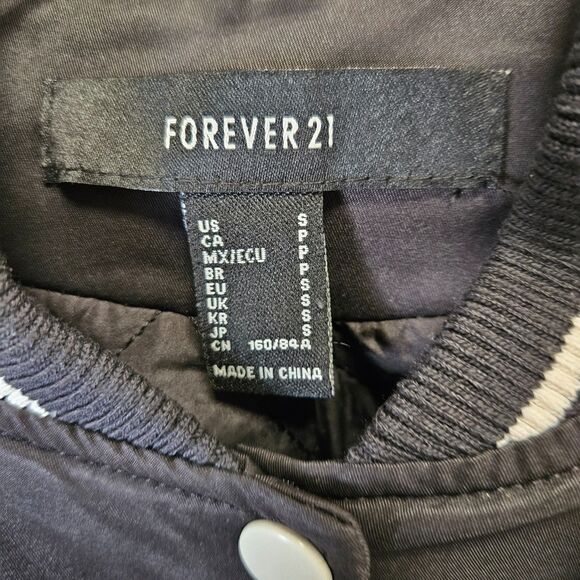 FOREVER 21
US S
CA P
MX/ECU P
BR P
EU S
UK S
KR S
JP S
CN 160/84A
MADE IN CHINA